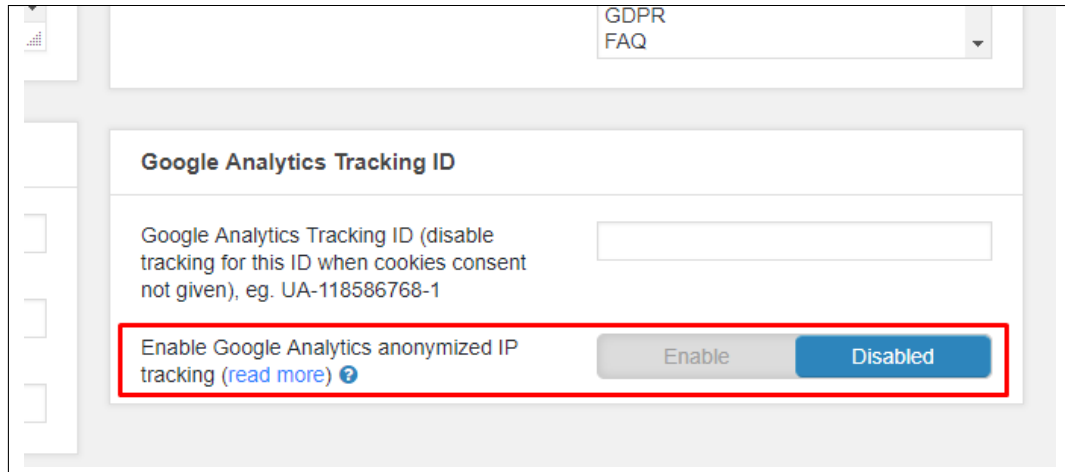 GDPR
FAQ
Google Analytics Tracking ID
Google Analytics Tracking ID (disable
tracking for this ID when cookies consent
not given), eg. UA-118586768-1
Enable Google Analytics anonymized IP
tracking (read more) ?
Enable
Disabled